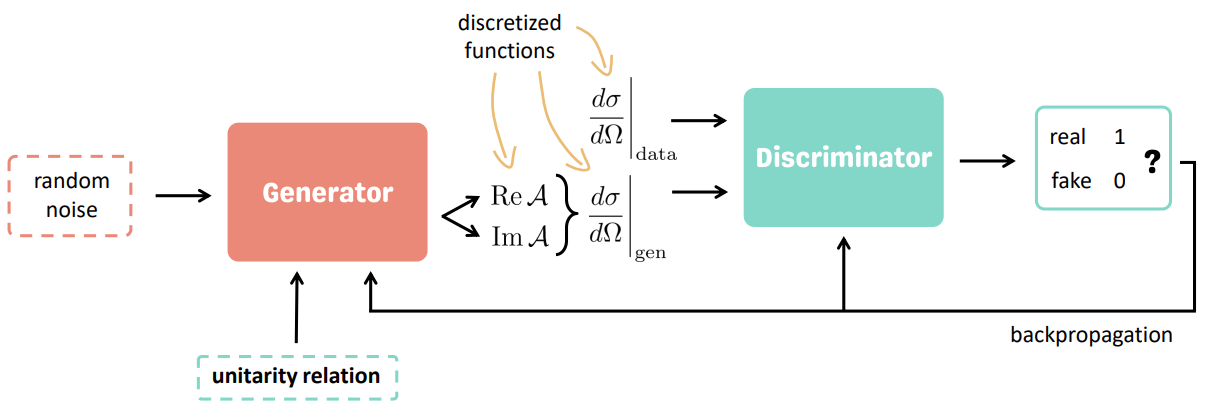 discretized
functions
dσ
dΩ
data
Discriminator
real 1
fake 0
?
random
noise
Generator
Re 𝒜
Im 𝒜
}
dσ
dΩ
gen
backpropagation
unitarity relation